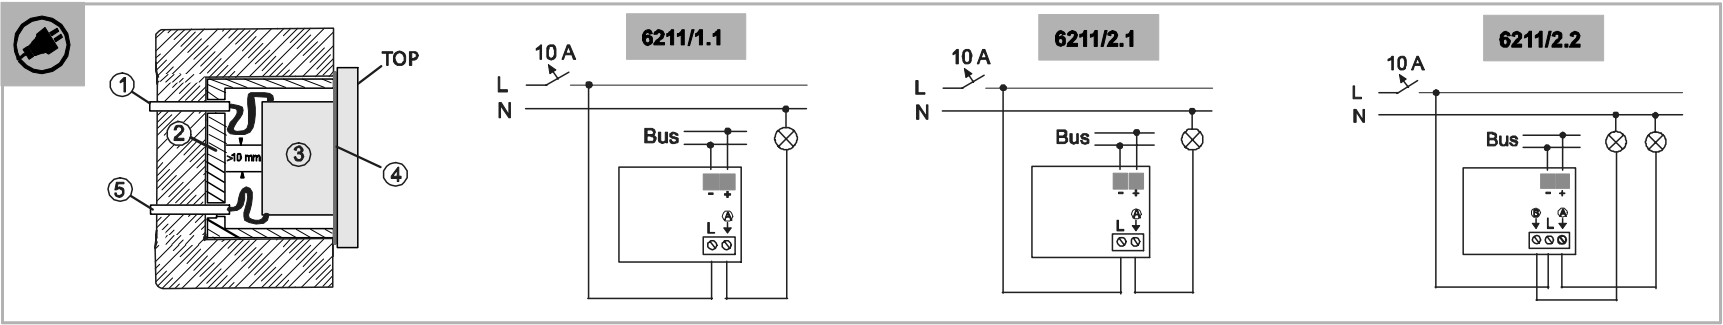 TOP
1
2
>10 mm
3
4
5
6211/1.1
10 A
L
N
Bus
- +
A
L
6211/2.1
10 A
L
N
Bus
- +
A
L
6211/2.2
10 A
L
N
Bus
- +
B L A